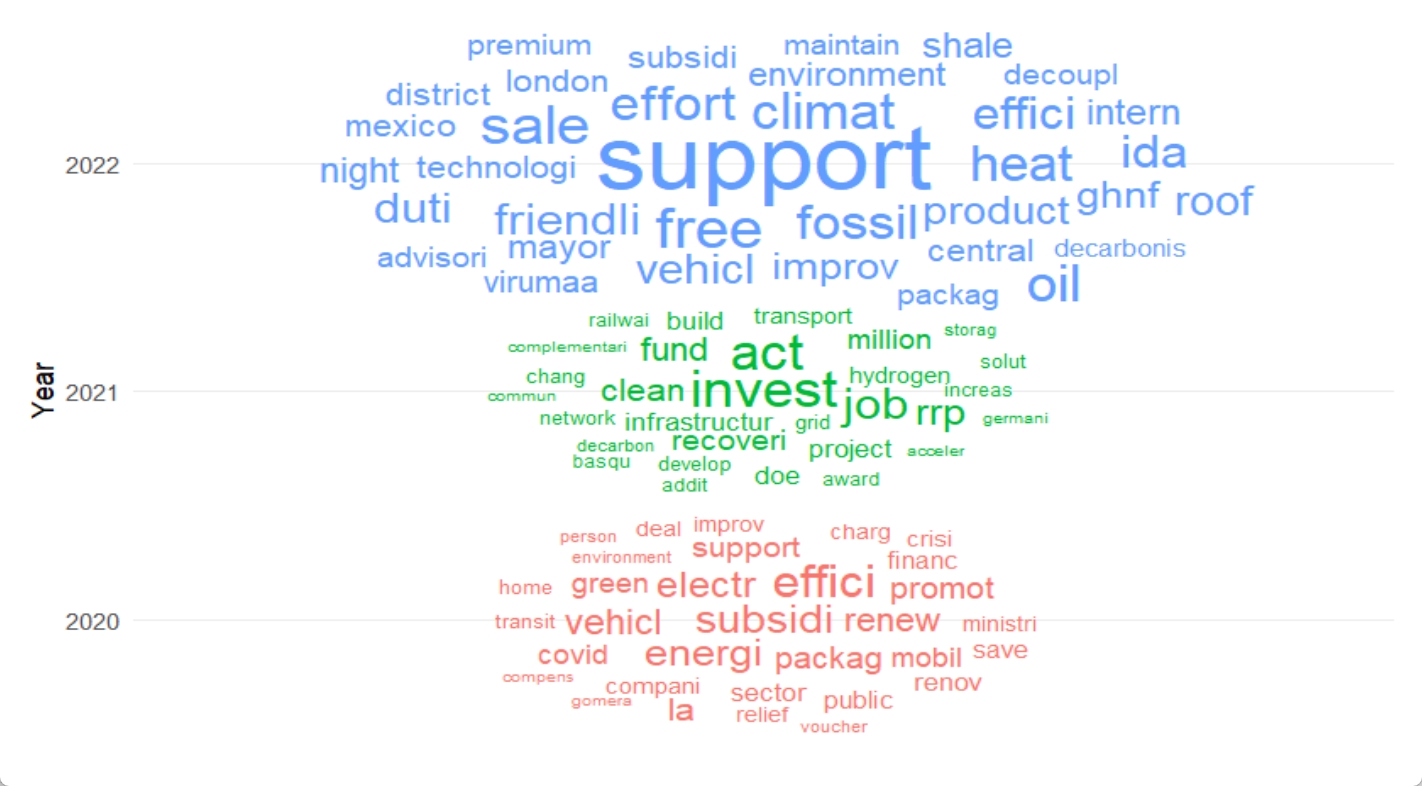 premium subsidi maintain shale
district london environment decoupl
mexico sale effort climat effici intern
2022 night technologi support heat ida
duti friendli free fossil product ghnf roof
advisori mayor vehicl improv central decarbonis
virumaa packag oil
railwai build transport storag
complementari fund act million solut
chang clean invest hydrogen increas
Year 2021 commun job rrp germani
network infrastructur grid
decarbon recoveri project acceler
basqu develop doe award
addit
person deal improv charg crisi
environment support financ
home green electr effici promot
2020 transit vehicl subsidi renew ministri
covid energi packag mobil save
compens compani sector public renov
gomera la relief voucher